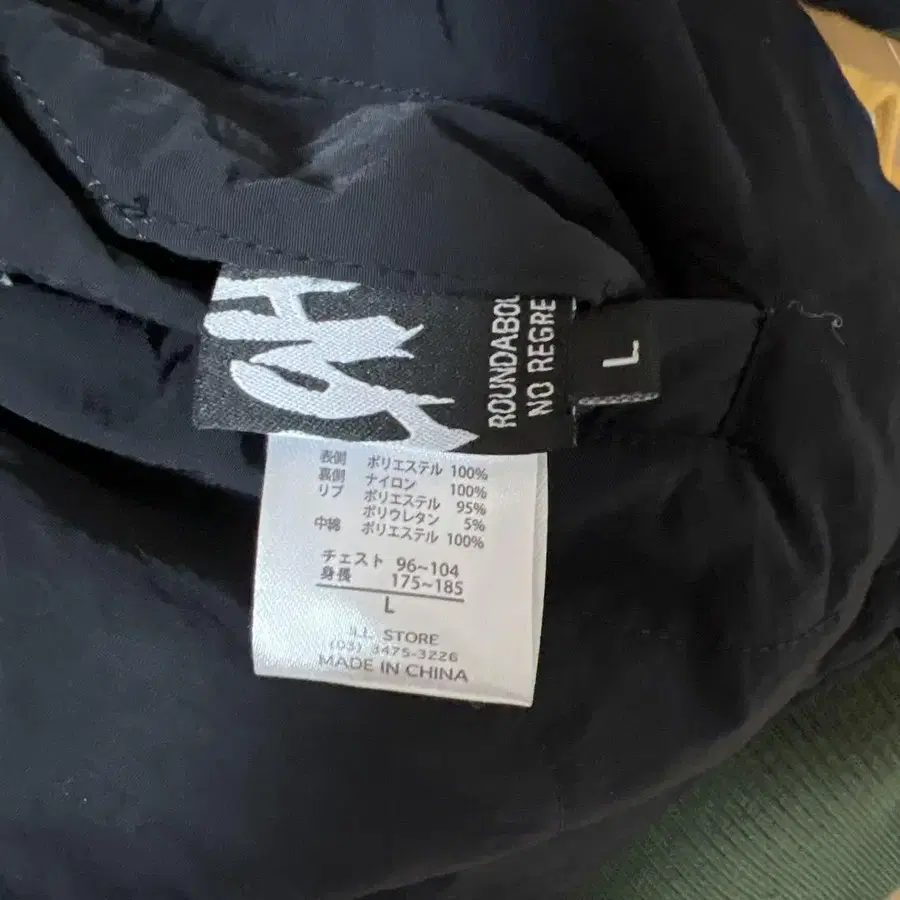 ROUNDABOU
NO REGRE
L
表側 ポリエステル 100%
裏側 ナイロン 100%
リブ ポリエステル 95%
ポリウレタン 5%
中綿 ポリエステル 100%
チェスト 96~104
身長 175~185
L
STORE
(03) 3475-3226
MADE IN CHINA